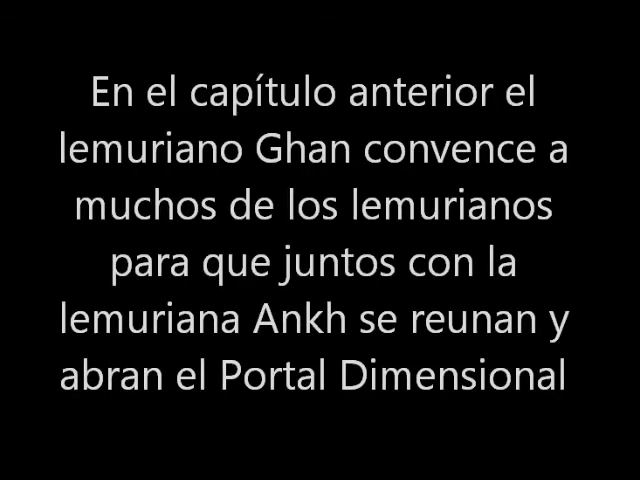 En el capítulo anterior el
lemuriano Ghan convence a
muchos de los lemurianos
para que juntos con la
lemuriana Ankh se reunan y
abran el Portal Dimensional